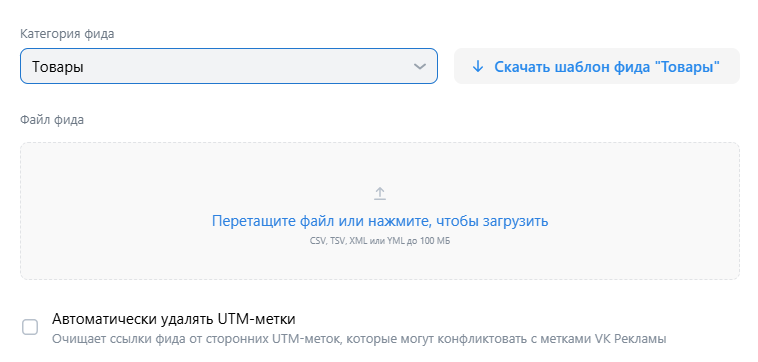 Категория фида
Товары
Скачать шаблон фида "Товары"
Файл фида
Перетащите файл или нажмите, чтобы загрузить
CSV, TSV, XML или YML до 100 МБ
Автоматически удалять UTM-метки
Очищает ссылки фида от сторонних UTM-меток, которые могут конфликтовать с метками VK Рекламы